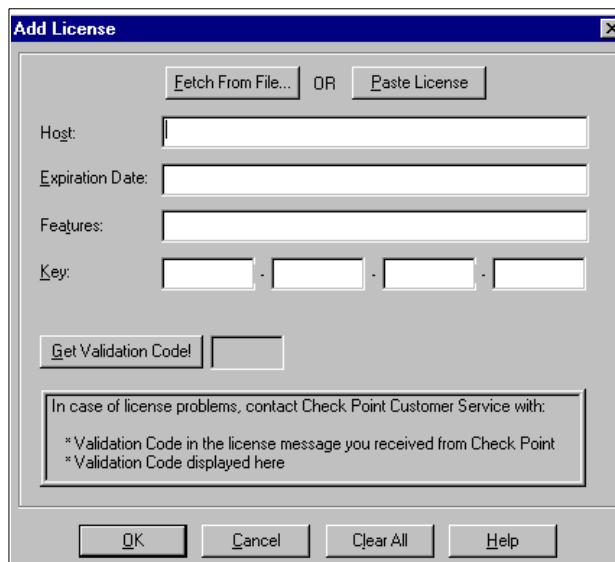 Add License
Fetch From File... OR Paste License
Host:
Expiration Date:
Features:
Key: - - -
Get Validation Code!
In case of license problems, contact Check Point Customer Service with:
* Validation Code in the license message you received from Check Point
* Validation Code displayed here
OK Cancel Clear All Help